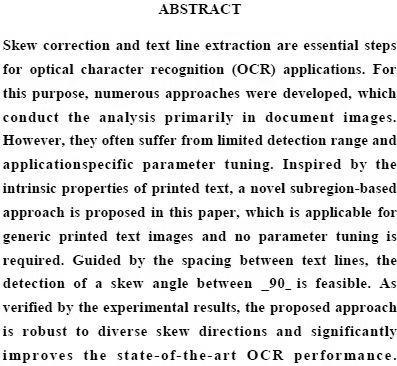 ABSTRACT
Skew correction and text line extraction are essential steps
for optical character recognition (OCR) applications. For
this purpose, numerous approaches were developed, which
conduct the analysis primarily in document images.
However, they often suffer from limited detection range and
applicationspecific parameter tuning. Inspired by the
intrinsic properties of printed text, a novel subregion-based
approach is proposed in this paper, which is applicable for
generic printed text images and no parameter tuning is
required. Guided by the spacing between text lines, the
detection of a skew angle between _90_ is feasible. As
verified by the experimental results, the proposed approach
is robust to diverse skew directions and significantly
improves the state-of-the-art OCR performance.